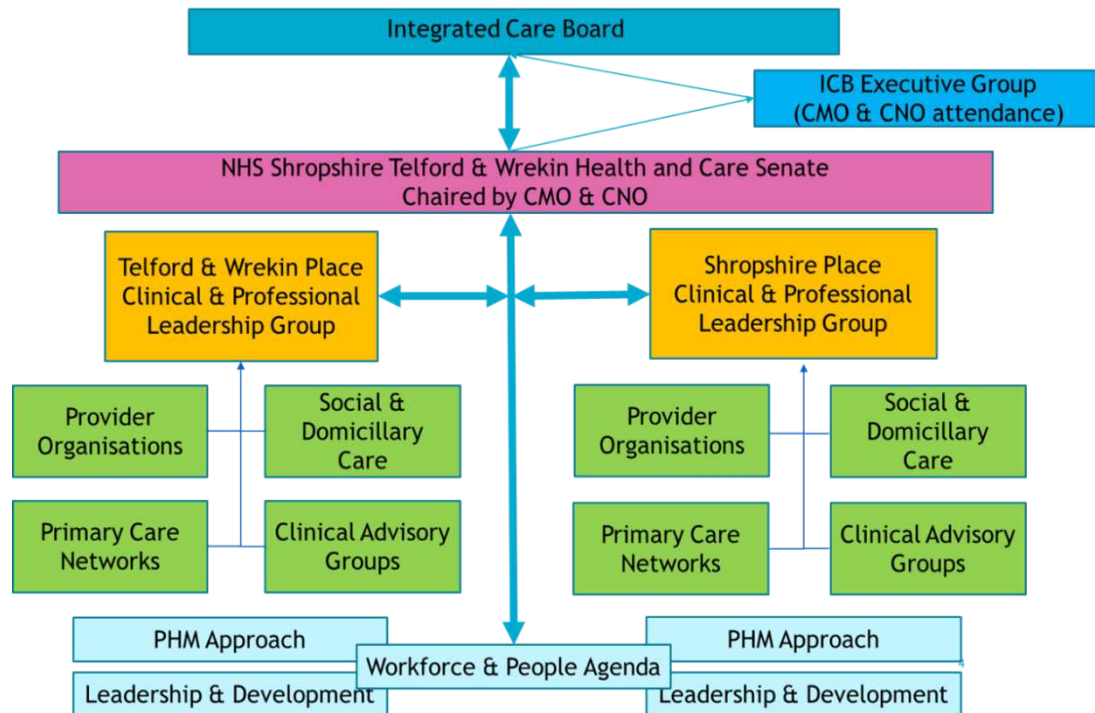 Integrated Care Board
ICB Executive Group
(CMO & CNO attendance)
NHS Shropshire Telford & Wrekin Health and Care Senate
Chaired by CMO & CNO
Telford & Wrekin Place
Clinical & Professional
Leadership Group
Shropshire Place
Clinical & Professional
Leadership Group
Provider
Organisations
Social &
Domicillary
Care
Provider
Organisations
Social &
Domicillary
Care
Primary Care
Networks
Clinical Advisory
Groups
Primary Care
Networks
Clinical Advisory
Groups
PHM Approach
Workforce & People Agenda
PHM Approach
4
Leadership & Development
Leadership & Development